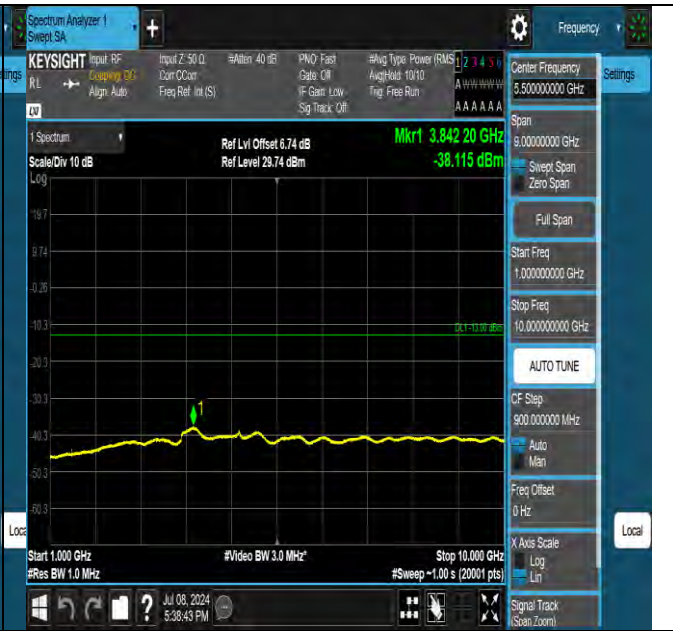 Spectrum Analyzer 1
Swept SA
+
Frequency
KEYSIGHT
Input: RF
Coupling: DC
Align: Auto
Input Z: 50 Ω
Corr CCorr
Freq Ref: Int (S)
#Atten: 40 dB
PNO: Fast
Gate: Off
IF Gain: Low
Sig Track: Off
#Avg Type: Power (RMS
Avg|Hold: 10/10
Trig: Free Run
1 2 3 4 5 6
A W W W W W
A A A A A A
RL
LXI
tings
Settings
1 Spectrum
Scale/Div 10 dB
Log
Ref Lvl Offset 6.74 dB
Ref Level 29.74 dBm
Mkr1 3.842 20 GHz
-38.115 dBm
19.7
9.74
-0.26
-10.3
-20.3
-30.3
-40.3
-50.3
-60.3
DL1 -13.00 dBm
1
Start 1.000 GHz
#Res BW 1.0 MHz
#Video BW 3.0 MHz*
Stop 10.000 GHz
#Sweep ~1.00 s (20001 pts)
Center Frequency
5.500000000 GHz
Span
9.00000000 GHz
Swept Span
Zero Span
Full Span
Start Freq
1.000000000 GHz
Stop Freq
10.000000000 GHz
AUTO TUNE
CF Step
900.000000 MHz
Auto
Man
Freq Offset
0 Hz
X Axis Scale
Log
Lin
Signal Track
(Span Zoom)
Loca
Local
?
Jul 08, 2024
5:38:43 PM